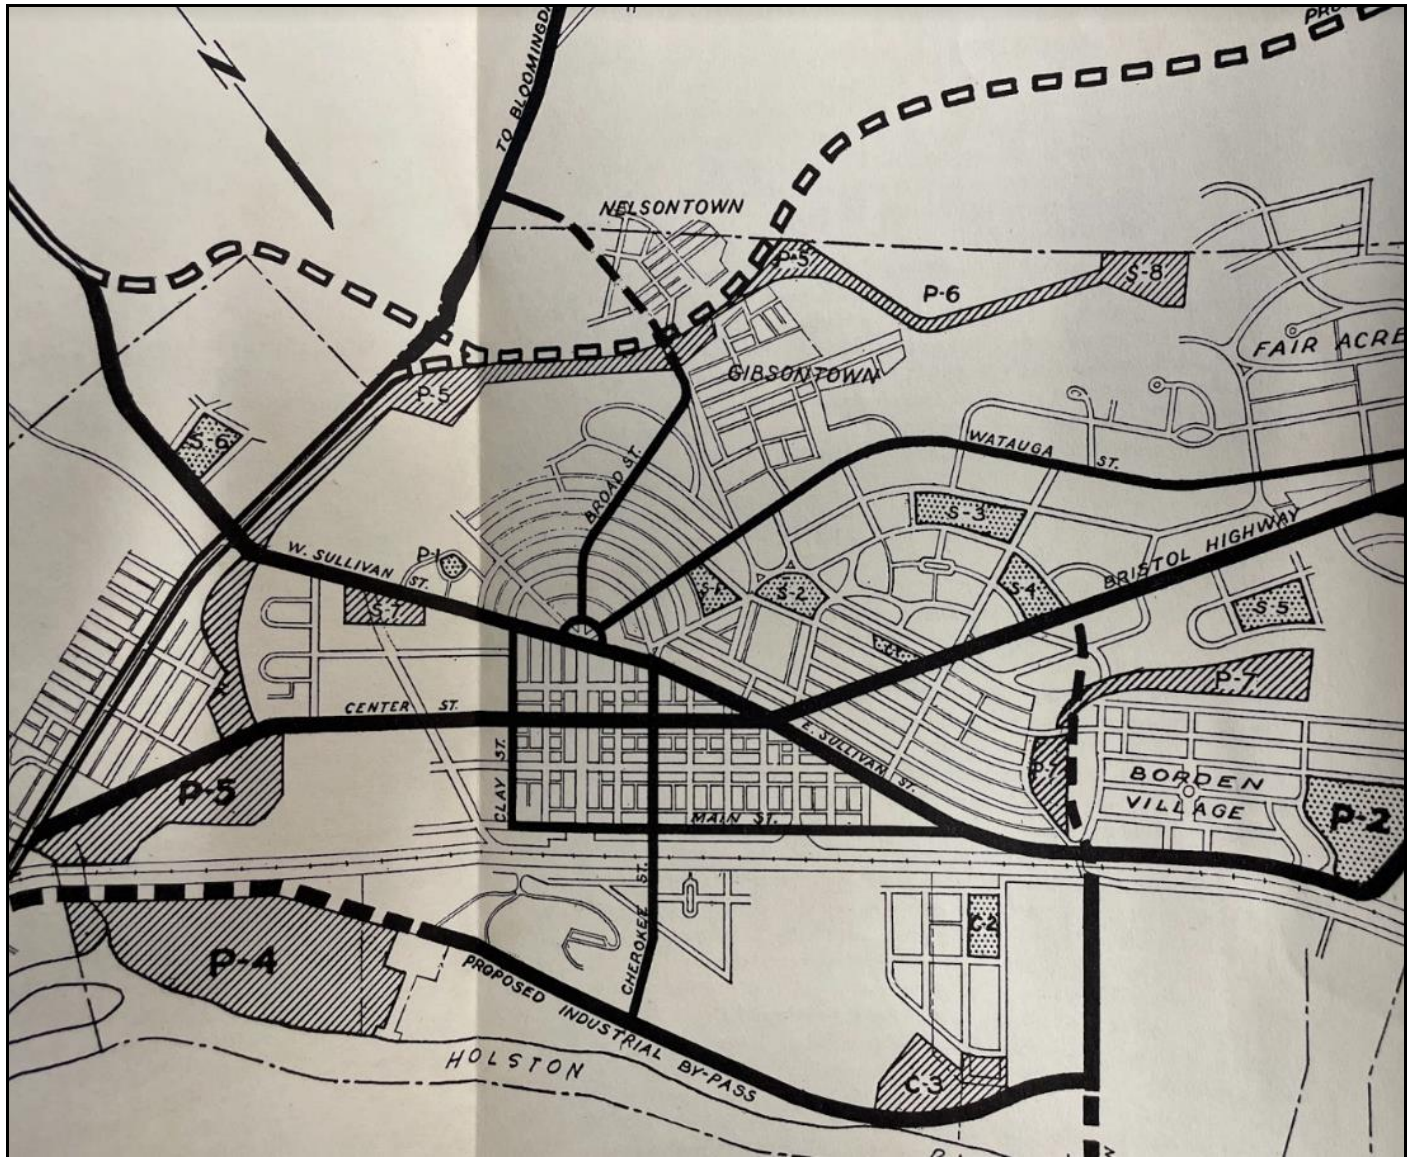 TO BLOOMINGDA
N
NELSONTOWN
P-5
P-6
S-8
FAIR ACRE
GIBSONTOWN
P-5
S-6
BROAD ST.
WATAUGA ST.
S-3
BRISTOL HIGHWAY
W. SULLIVAN ST.
P-1
S-7
S-1
S-2
S-4
S-5
P-7
CENTER ST.
CLAY ST.
E. SULLIVAN ST.
BORDEN
VILLAGE
P-5
P-2
MAIN ST.
CHEROKEE ST.
C-2
P-4
PROPOSED INDUSTRIAL BY-PASS
HOLSTON
C-3